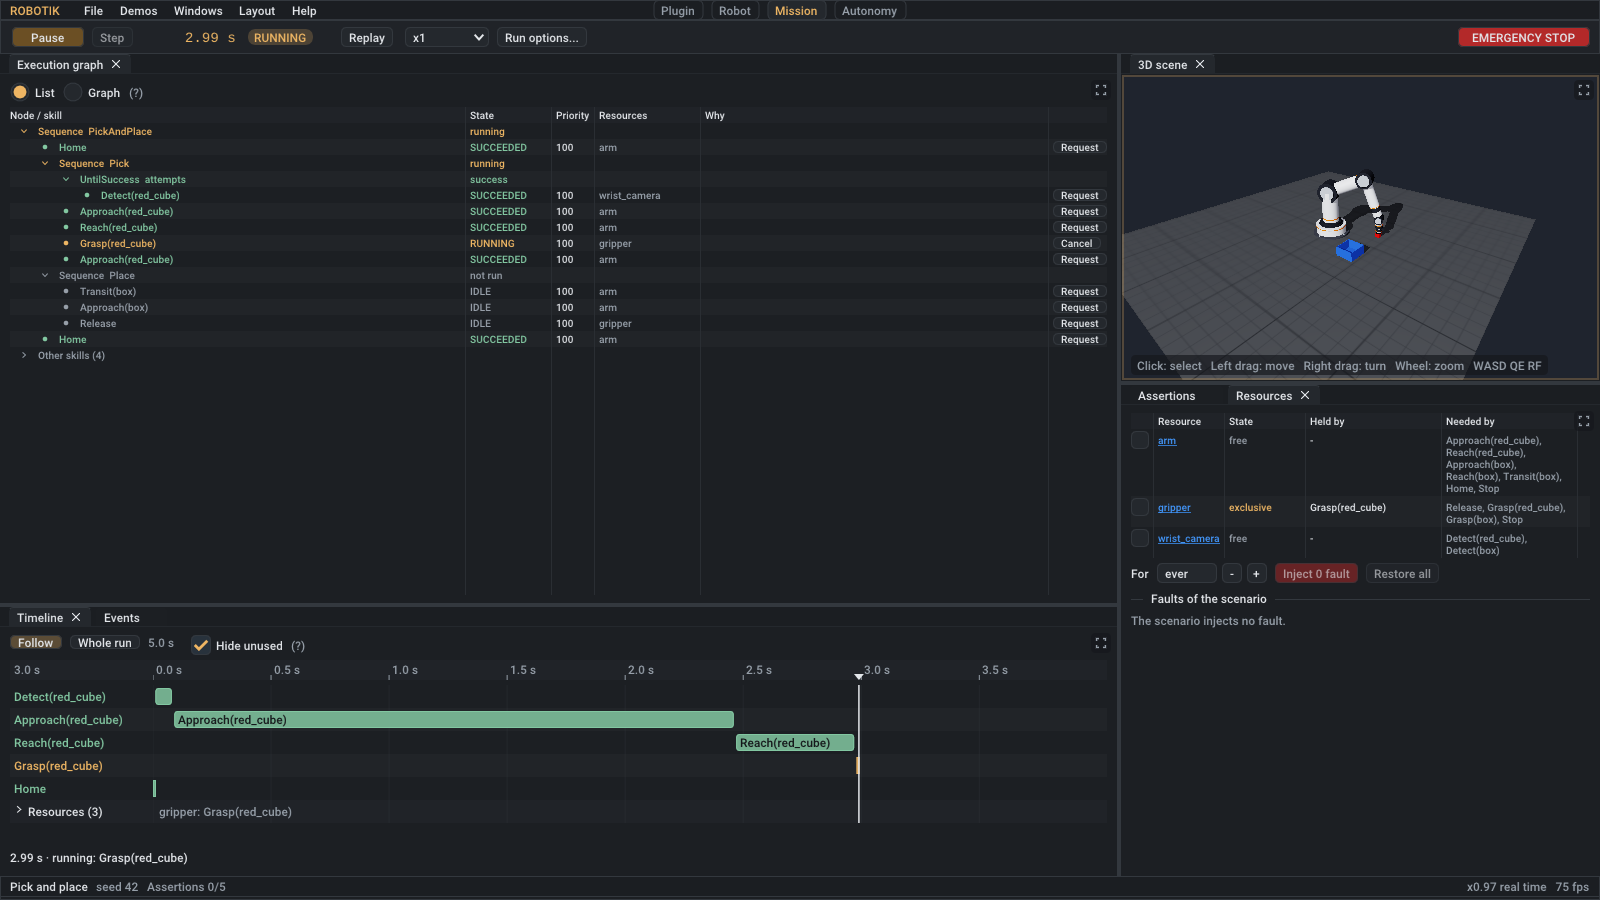 ROBOTIK File Demos Windows Layout Help Plugin Robot Mission Autonomy
Pause Step 2.99 s RUNNING Replay x1 Run options... EMERGENCY STOP
Execution graph
List Graph (?)
Node / skill State Priority Resources Why
Sequence PickAndPlace running
Home SUCCEEDED 100 arm Request
Sequence Pick running
UntilSuccess attempts success
Detect(red_cube) SUCCEEDED 100 wrist_camera Request
Approach(red_cube) SUCCEEDED 100 arm Request
Reach(red_cube) SUCCEEDED 100 arm Request
Grasp(red_cube) RUNNING 100 gripper Cancel
Approach(red_cube) SUCCEEDED 100 arm Request
Sequence Place not run
Transit(box) IDLE 100 arm Request
Approach(box) IDLE 100 arm Request
Release IDLE 100 gripper Request
Home SUCCEEDED 100 arm Request
Other skills (4)
3D scene
Click: select Left drag: move Right drag: turn Wheel: zoom WASD QE RF
Assertions Resources
Resource State Held by Needed by
arm free - Approach(red_cube),
Reach(red_cube),
Approach(box),
Reach(box), Transit(box),
Home, Stop
gripper exclusive Grasp(red_cube) Release, Grasp(red_cube),
Grasp(box), Stop
wrist_camera free - Detect(red_cube),
Detect(box)
For ever - + Inject 0 fault Restore all
Faults of the scenario
The scenario injects no fault.
Timeline Events
Follow Whole run 5.0 s Hide unused (?)
3.0 s 0.0 s 0.5 s 1.0 s 1.5 s 2.0 s 2.5 s 3.0 s 3.5 s
Detect(red_cube)
Approach(red_cube) Approach(red_cube)
Reach(red_cube) Reach(red_cube)
Grasp(red_cube)
Home
Resources (3) gripper: Grasp(red_cube)
2.99 s · running: Grasp(red_cube)
Pick and place seed 42 Assertions 0/5 x0.97 real time 75 fps